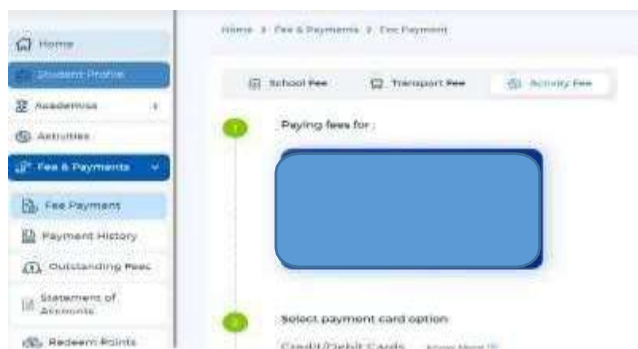 Home > Fee & Payments > Fee Payment
Home
Student Profile
Academics
Activities
Fee & Payments
Fee Payment
Payment History
Outstanding Fees
Statement of
Accounts
Redeem Points
School Fee
Transport Fee
Activity Fee
1
Paying fees for :
2
Select payment card option
Credit/Debit Cards
Know More